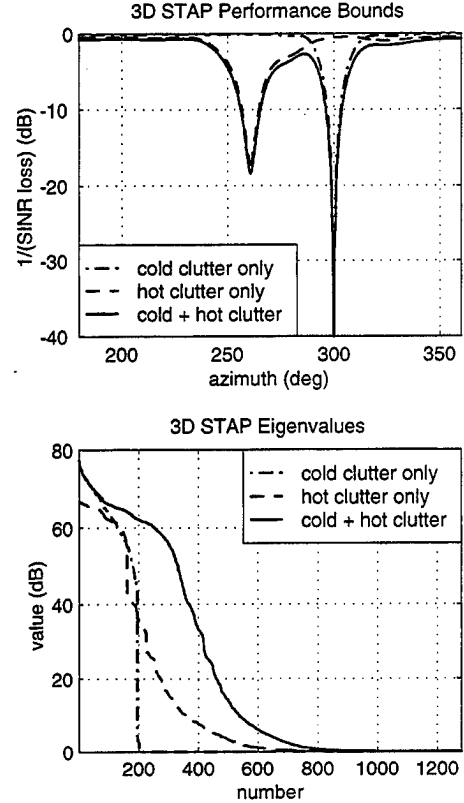 3D STAP Performance Bounds
0
-10
-20
-30
-40
1/(SINR loss) (dB)
cold clutter only
hot clutter only
cold + hot clutter
200 250 300 350
azimuth (deg)
3D STAP Eigenvalues
80
60
40
20
0
value (dB)
cold clutter only
hot clutter only
cold + hot clutter
200 400 600 800 1000 1200
number